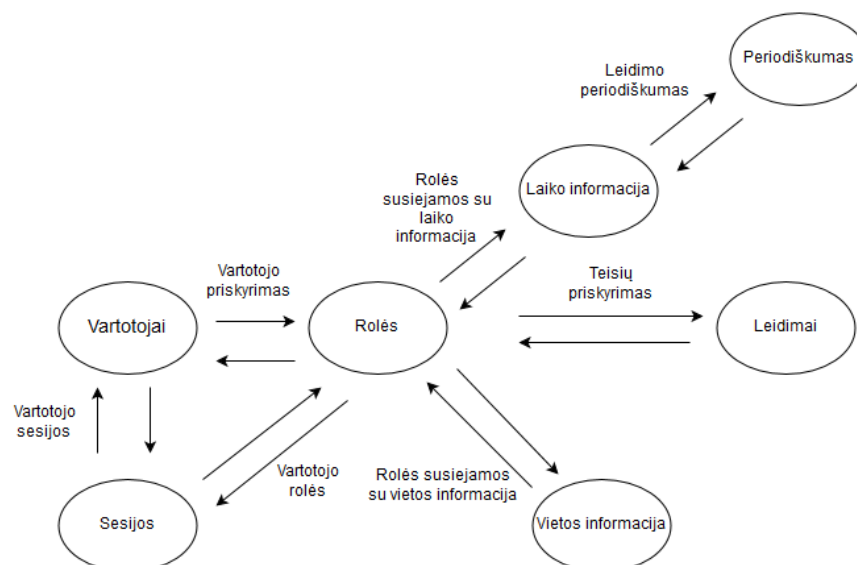 Periodiškumas
Leidimo
periodiškumas
Laiko informacija
Rolės
susiejamos su
laiko
informacija
Vartotojo
priskyrimas
Teisių
priskyrimas
Vartotojai
Rolės
Leidimai
Vartotojo
sesijos
Vartotojo
rolės
Rolės susiejamos
su vietos informacija
Sesijos
Vietos informacija